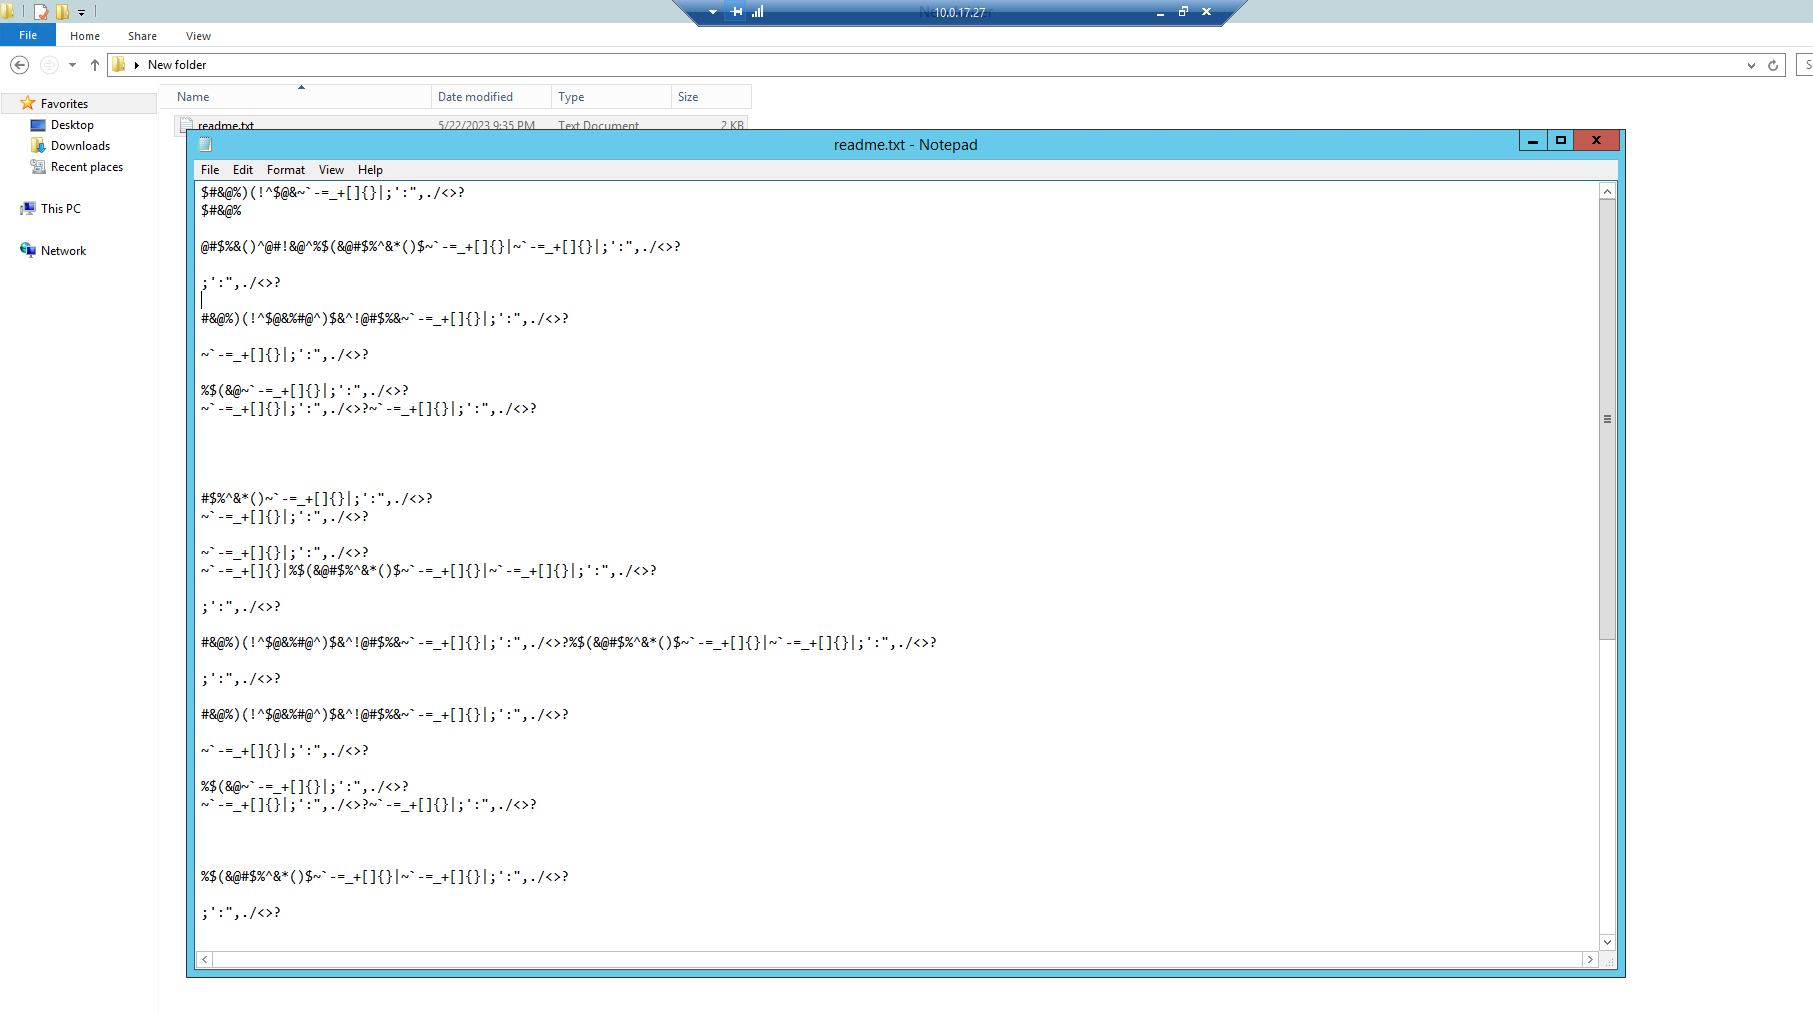 10.0.17.27
File Home Share View
New folder
Favorites
Desktop
Downloads
Recent places
This PC
Network
Name Date modified Type Size
readme.txt 5/22/2023 9:35 PM Text Document 2 KB
readme.txt - Notepad
File Edit Format View Help
$#&@%)(!^$@&~`-=_+[]{}|;':",./<>?
$#&@%
@#$%&()^@#!&@^%$(&@#$%^&*()$~`-=_+[]{}|~`-=_+[]{}|;':",./<>?
;':",./<>?
#&@%)(!^$@&%#@^)$&^!@#$%&~`-=_+[]{}|;':",./<>?
~`-=_+[]{}|;':",./<>?
%$(&@~`-=_+[]{}|;':",./<>?
~`-=_+[]{}|;':",./<>?~`-=_+[]{}|;':",./<>?
#$%^&*()~`-=_+[]{}|;':",./<>?
~`-=_+[]{}|;':",./<>?
~`-=_+[]{}|;':",./<>?
~`-=_+[]{}|%$(&@#$%^&*()$~`-=_+[]{}|~`-=_+[]{}|;':",./<>?
;':",./<>?
#&@%)(!^$@&%#@^)$&^!@#$%&~`-=_+[]{}|;':",./<>?%$(&@#$%^&*()$~`-=_+[]{}|~`-=_+[]{}|;':",./<>?
;':",./<>?
#&@%)(!^$@&%#@^)$&^!@#$%&~`-=_+[]{}|;':",./<>?
~`-=_+[]{}|;':",./<>?
%$(&@~`-=_+[]{}|;':",./<>?
~`-=_+[]{}|;':",./<>?~`-=_+[]{}|;':",./<>?
%$(&@#$%^&*()$~`-=_+[]{}|~`-=_+[]{}|;':",./<>?
;':",./<>?